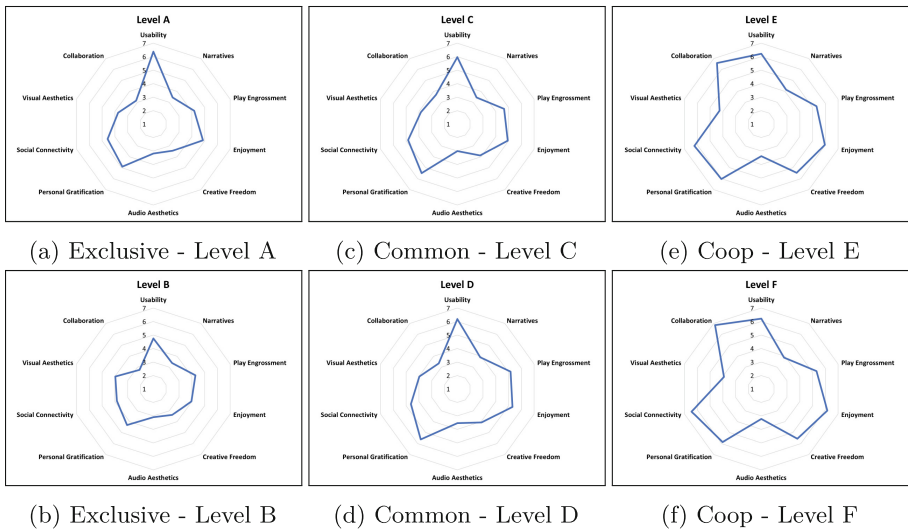 Level A
Usability
Collaboration
Narratives
Visual Aesthetics
Play Engrossment
Social Connectivity
Enjoyment
Personal Gratification
Creative Freedom
Audio Aesthetics
7
6
5
4
3
2
1
(a) Exclusive - Level A
Level C
Usability
Collaboration
Narratives
Visual Aesthetics
Play Engrossment
Social Connectivity
Enjoyment
Personal Gratification
Creative Freedom
Audio Aesthetics
7
6
5
4
3
2
1
(c) Common - Level C
Level E
Usability
Collaboration
Narratives
Visual Aesthetics
Play Engrossment
Social Connectivity
Enjoyment
Personal Gratification
Creative Freedom
Audio Aesthetics
7
6
5
4
3
2
1
(e) Coop - Level E
Level B
Usability
Collaboration
Narratives
Visual Aesthetics
Play Engrossment
Social Connectivity
Enjoyment
Personal Gratification
Creative Freedom
Audio Aesthetics
7
6
5
4
3
2
1
(b) Exclusive - Level B
Level D
Usability
Collaboration
Narratives
Visual Aesthetics
Play Engrossment
Social Connectivity
Enjoyment
Personal Gratification
Creative Freedom
Audio Aesthetics
7
6
5
4
3
2
1
(d) Common - Level D
Level F
Usability
Collaboration
Narratives
Visual Aesthetics
Play Engrossment
Social Connectivity
Enjoyment
Personal Gratification
Creative Freedom
Audio Aesthetics
7
6
5
4
3
2
1
(f) Coop - Level F